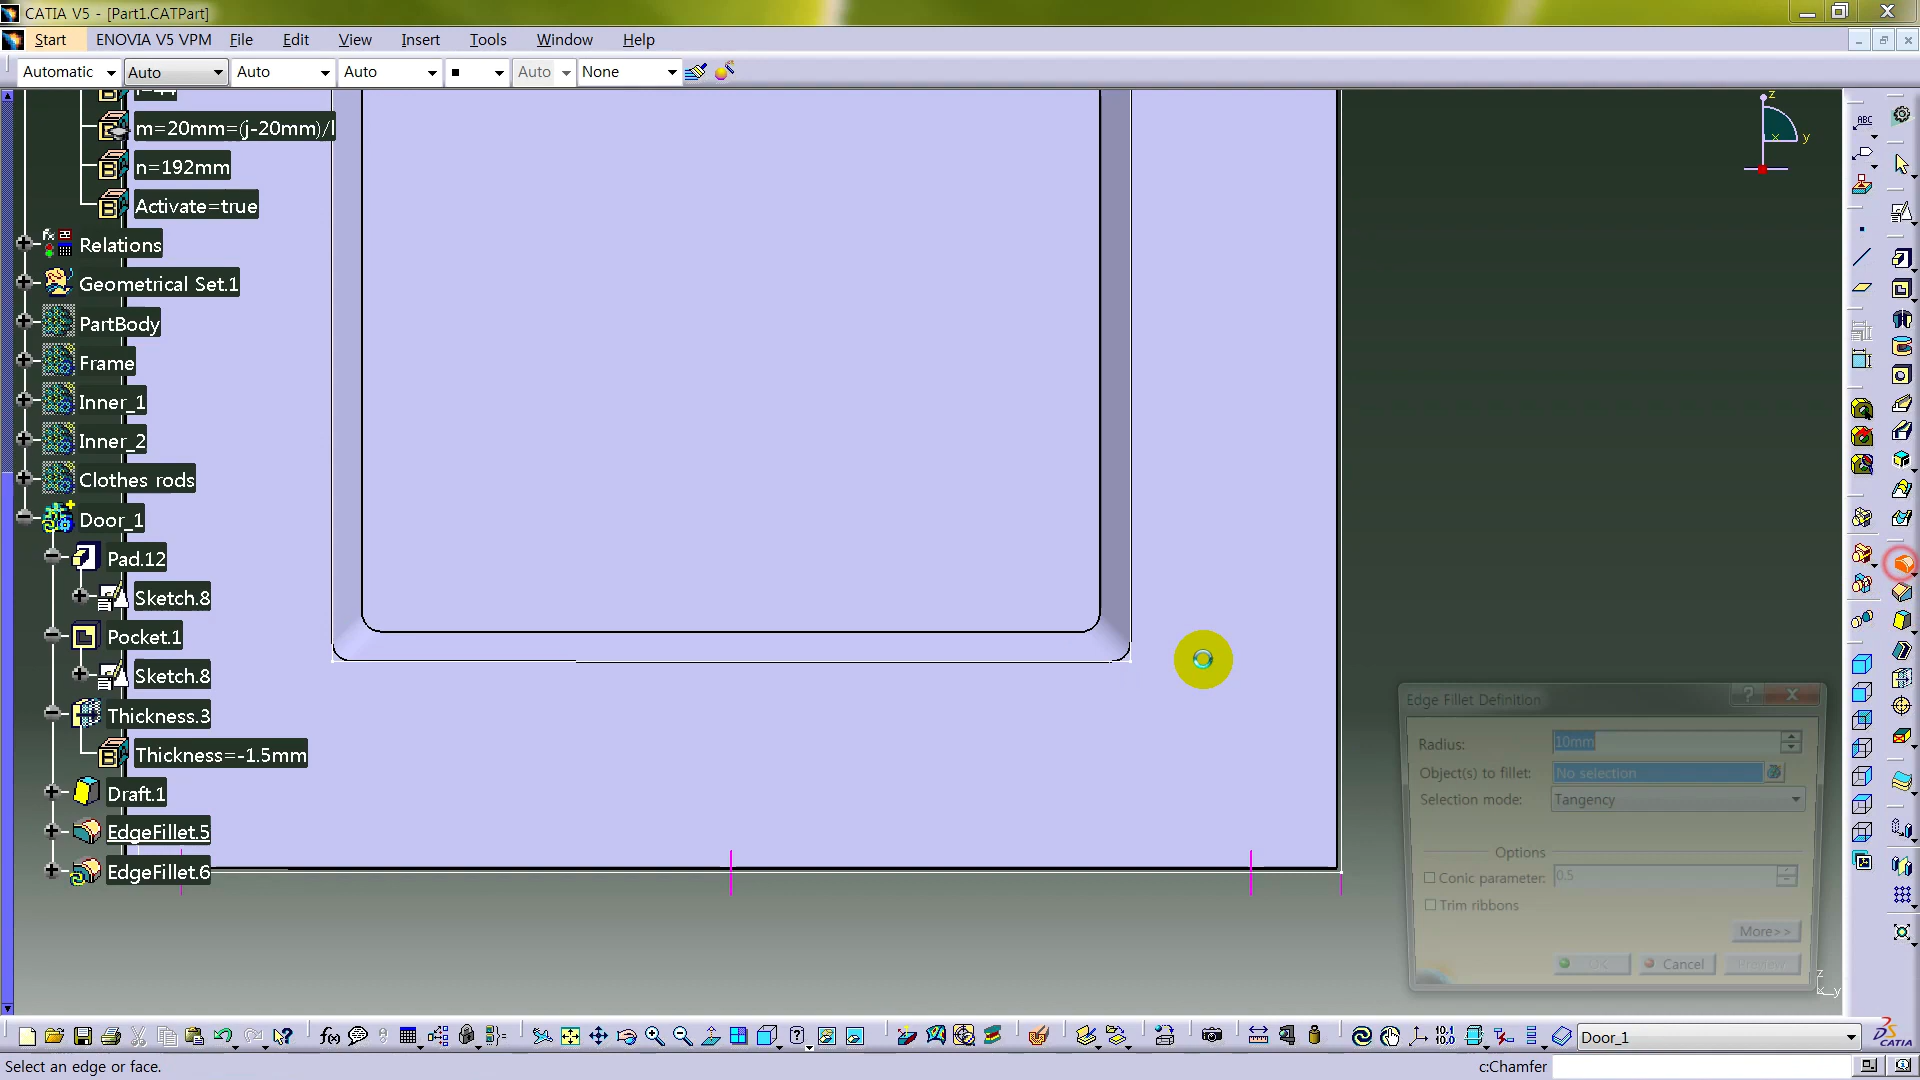 CATIA V5 - [Part1.CATPart]
Start ENOVIA V5 VPM File Edit View Insert Tools Window Help
Automatic Auto Auto Auto Auto None
m=20mm=(j-20mm)/l
n=192mm
Activate=true
Relations
Geometrical Set.1
PartBody
Frame
Inner_1
Inner_2
Clothes rods
Door_1
Pad.12
Sketch.8
Pocket.1
Sketch.8
Thickness.3
Thickness=-1.5mm
Draft.1
EdgeFillet.5
EdgeFillet.6
z
x y
ABC
Edge Fillet Definition
Radius: 10mm
Object(s) to fillet: No selection
Selection mode: Tangency
Options
Conic parameter: 0.5
Trim ribbons
More>>
OK Cancel Preview
z
x y
Door_1
CATIA
Select an edge or face.
c:Chamfer